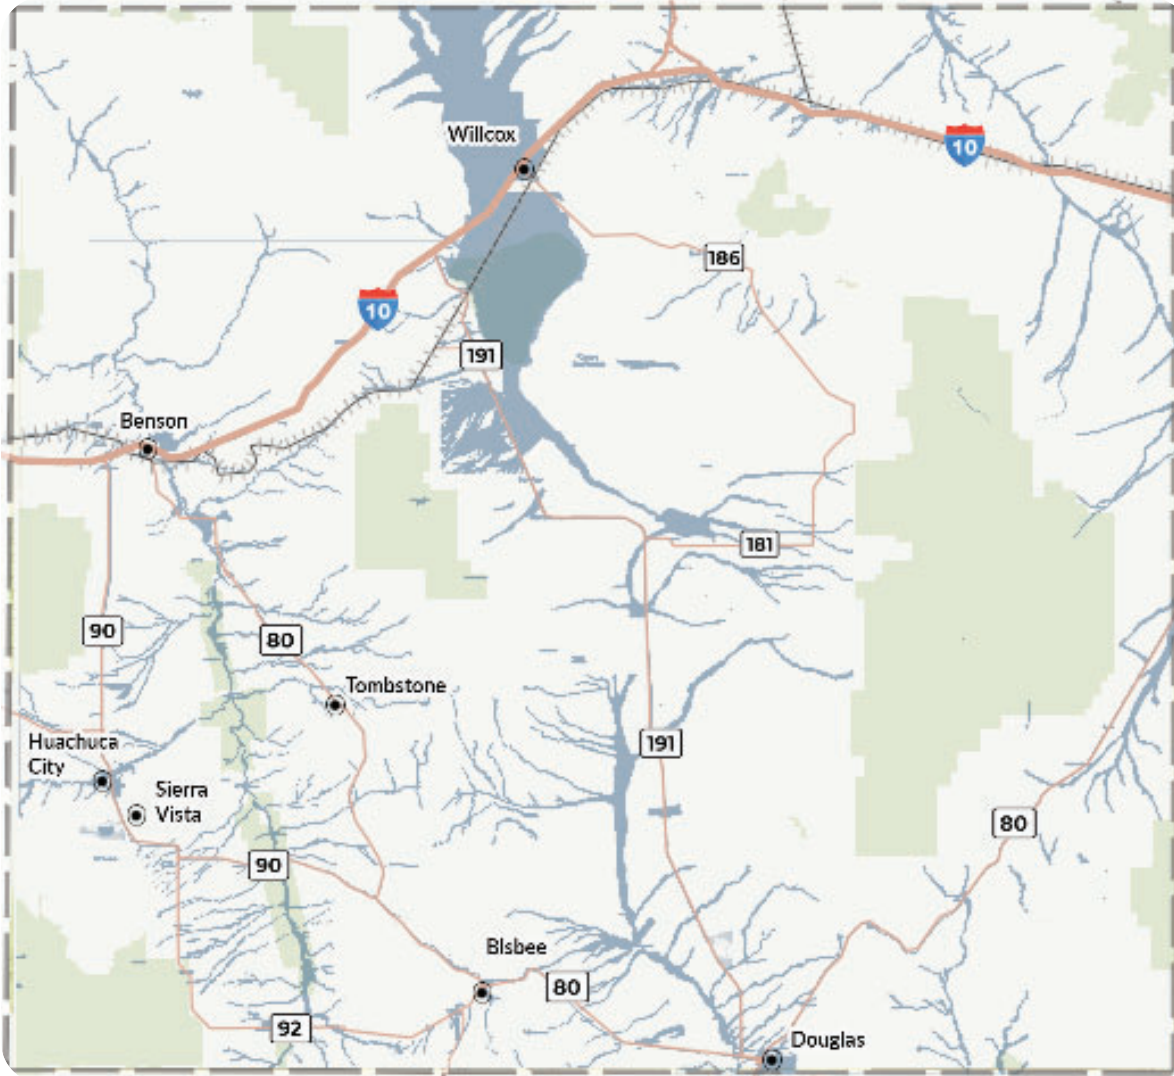 Willcox
10
186
10
191
Benson
181
90
80
Tombstone
Huachuca
City
191
Sierra
Vista
80
90
BIsbee
80
92
Douglas